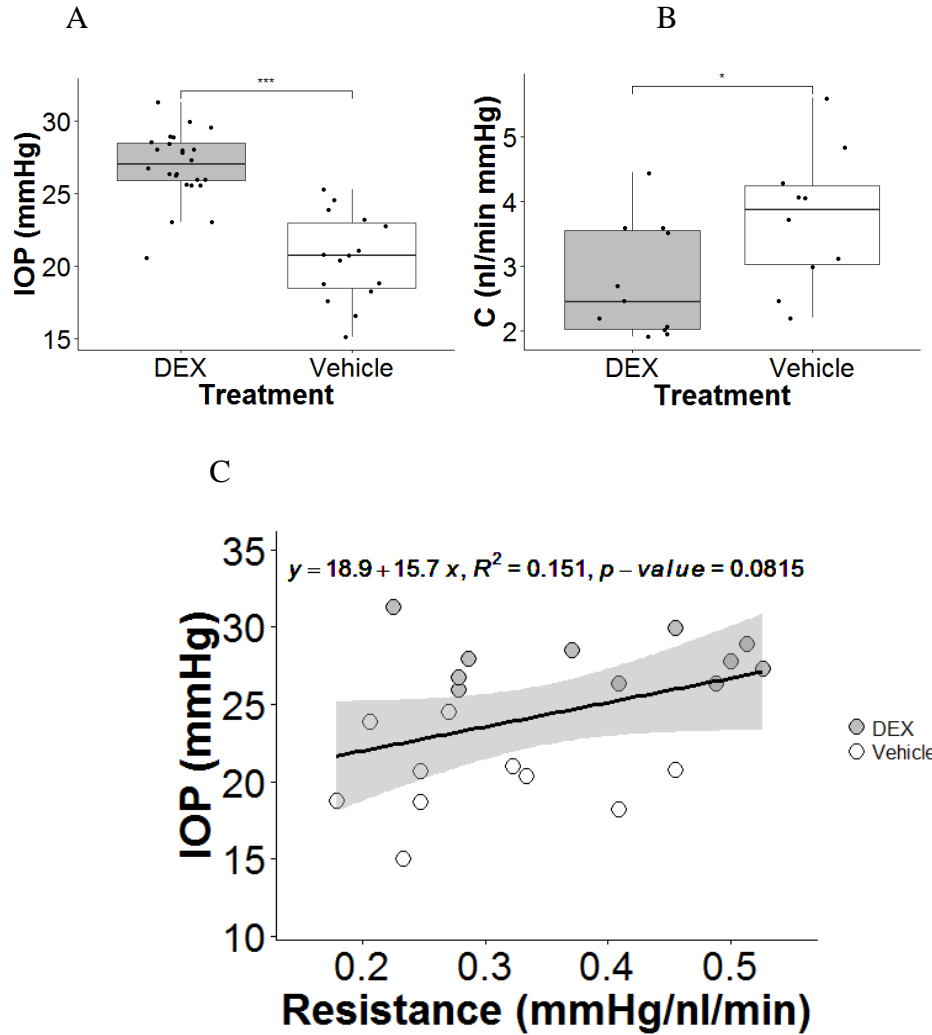 A
B
***
IOP (mmHg)
30
25
20
15
DEX
Vehicle
Treatment
*
C (nl/min mmHg)
5
4
3
2
DEX
Vehicle
Treatment
C
y = 18.9 + 15.7 x, R² = 0.151, p − value = 0.0815
IOP (mmHg)
35
30
25
20
15
10
DEX
Vehicle
0.2 0.3 0.4 0.5
Resistance (mmHg/nl/min)